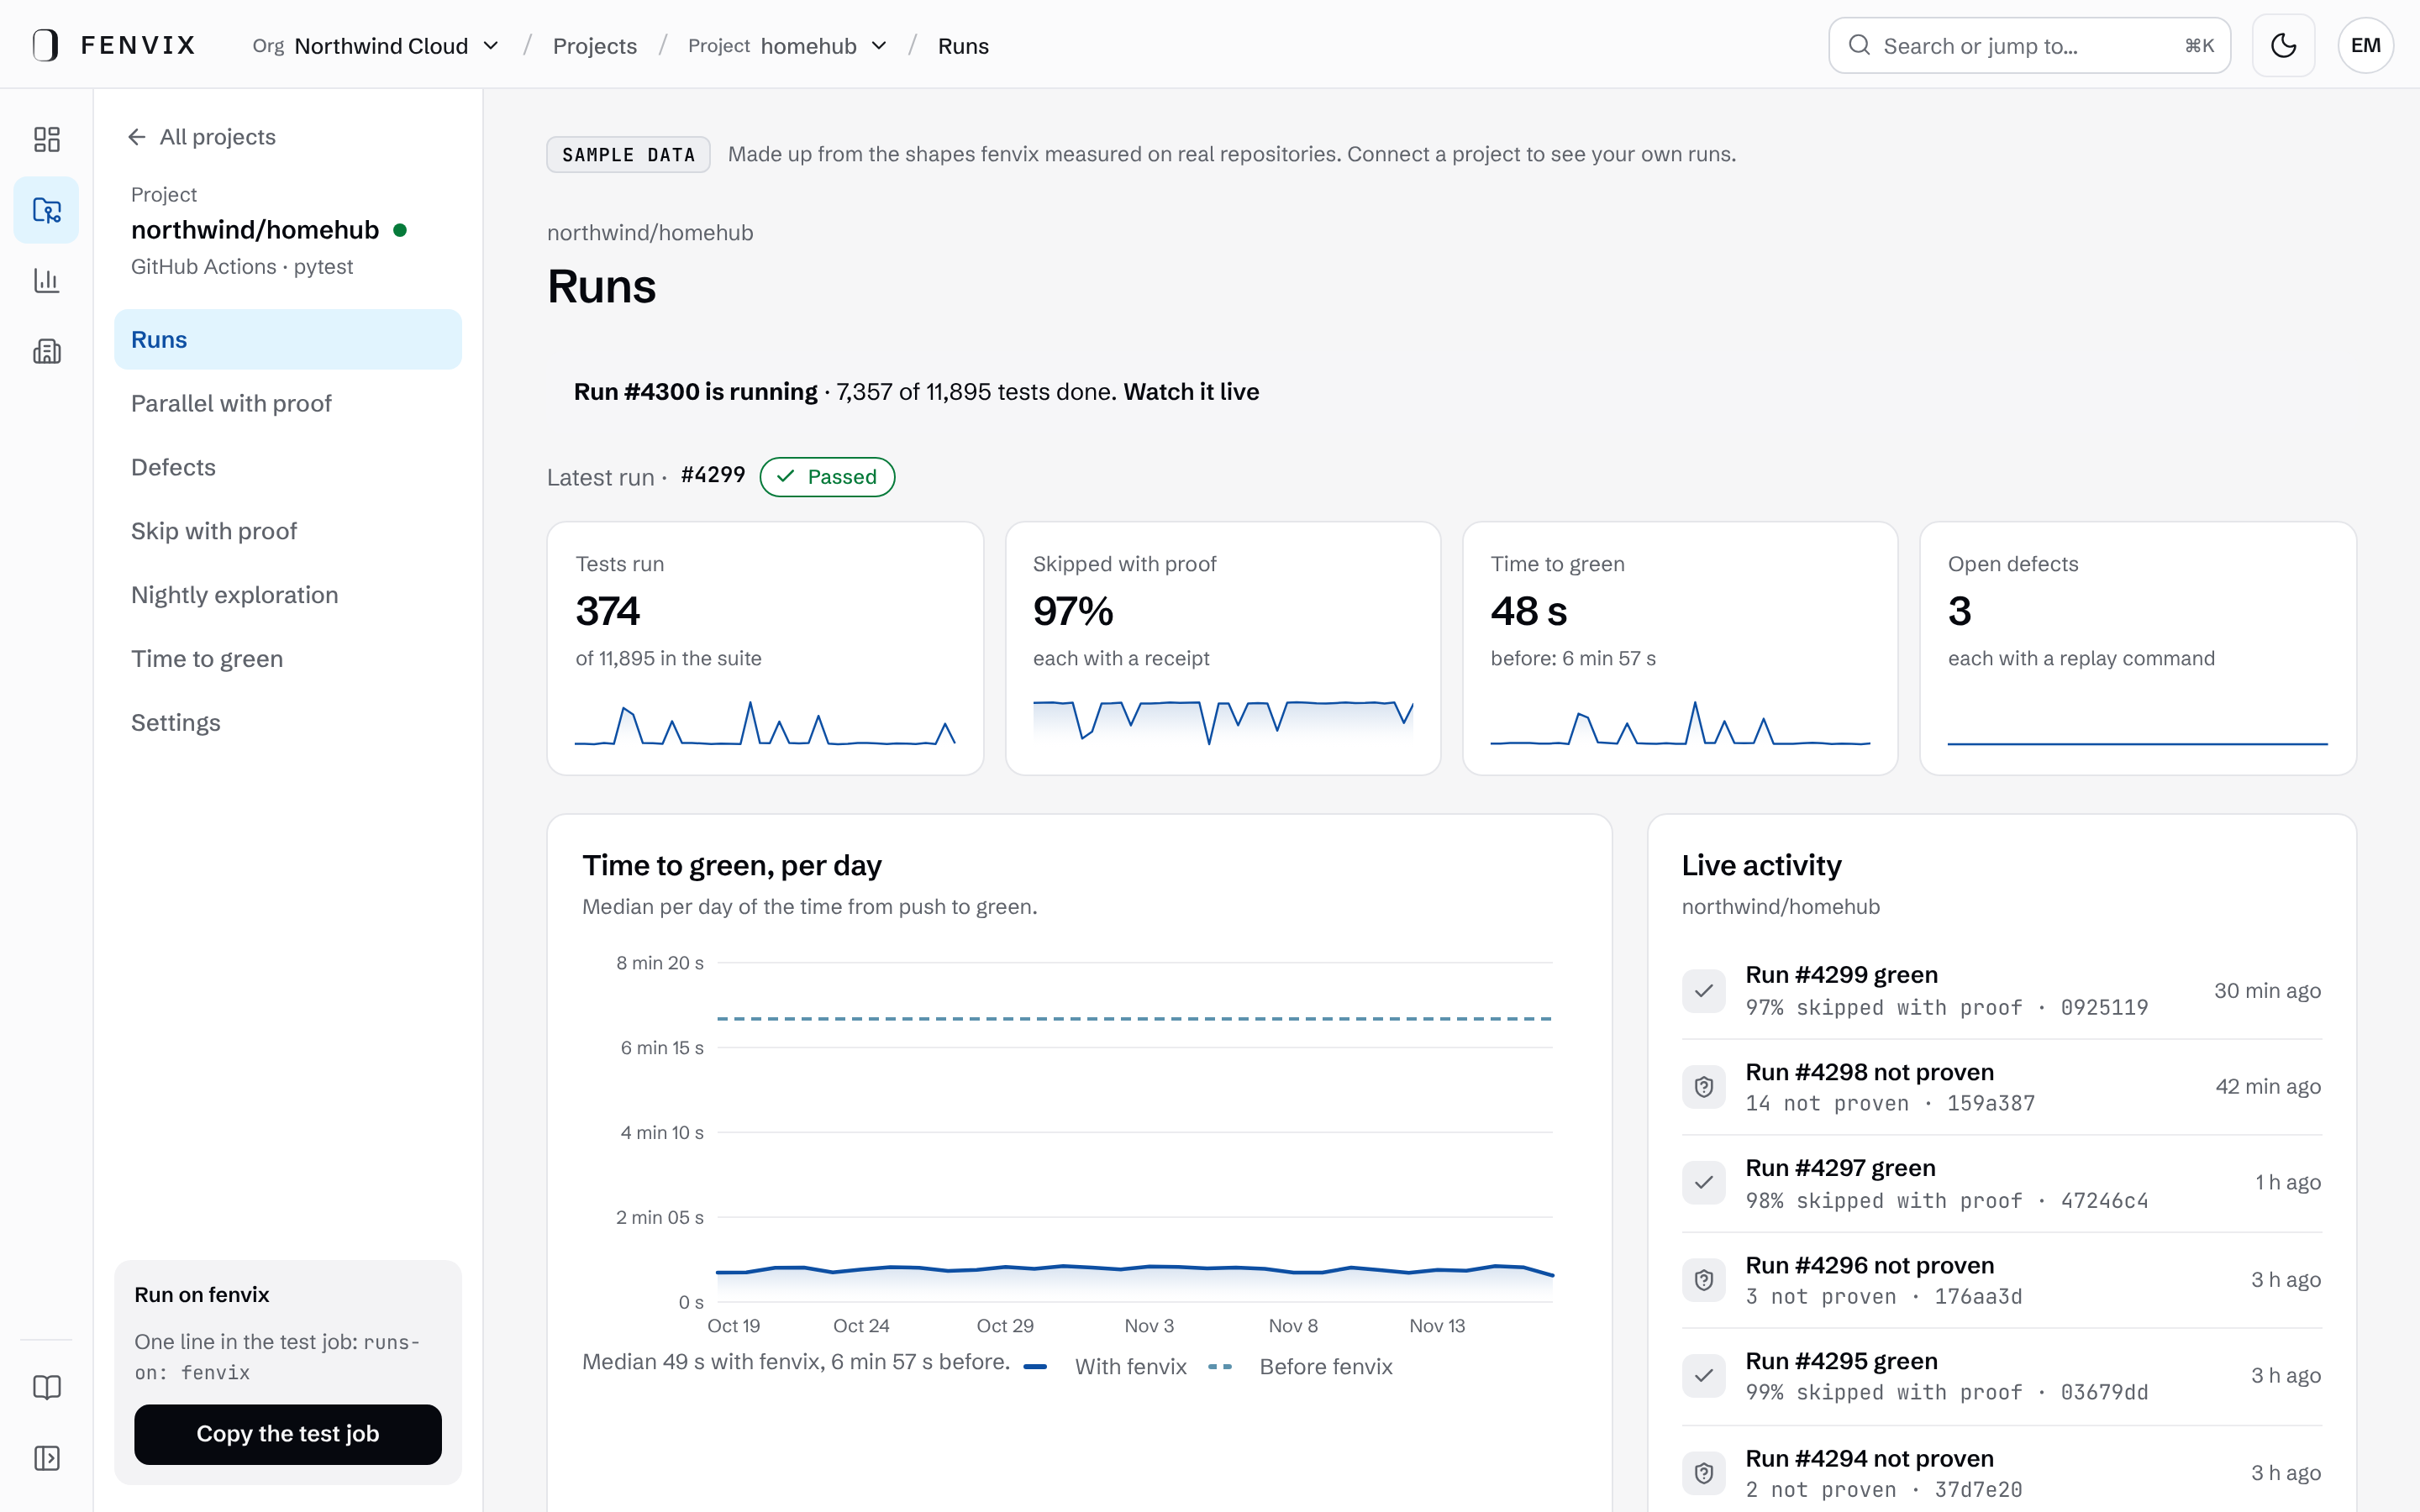 FENVIX
Org Northwind Cloud / Projects / Project homehub / Runs
Search or jump to... ⌘K
EM
All projects
Project
northwind/homehub
GitHub Actions · pytest
Runs
Parallel with proof
Defects
Skip with proof
Nightly exploration
Time to green
Settings
Run on fenvix
One line in the test job: runs-
on: fenvix
Copy the test job
SAMPLE DATA Made up from the shapes fenvix measured on real repositories. Connect a project to see your own runs.
northwind/homehub
Runs
Run #4300 is running · 7,357 of 11,895 tests done. Watch it live
Latest run · #4299 Passed
Tests run
374
of 11,895 in the suite
Skipped with proof
97%
each with a receipt
Time to green
48 s
before: 6 min 57 s
Open defects
3
each with a replay command
Time to green, per day
Median per day of the time from push to green.
8 min 20 s
6 min 15 s
4 min 10 s
2 min 05 s
0 s
Oct 19 Oct 24 Oct 29 Nov 3 Nov 8 Nov 13
Median 49 s with fenvix, 6 min 57 s before. With fenvix Before fenvix
Live activity
northwind/homehub
Run #4299 green
97% skipped with proof · 0925119
30 min ago
Run #4298 not proven
14 not proven · 159a387
42 min ago
Run #4297 green
98% skipped with proof · 47246c4
1 h ago
Run #4296 not proven
3 not proven · 176aa3d
3 h ago
Run #4295 green
99% skipped with proof · 03679dd
3 h ago
Run #4294 not proven
2 not proven · 37d7e20
3 h ago